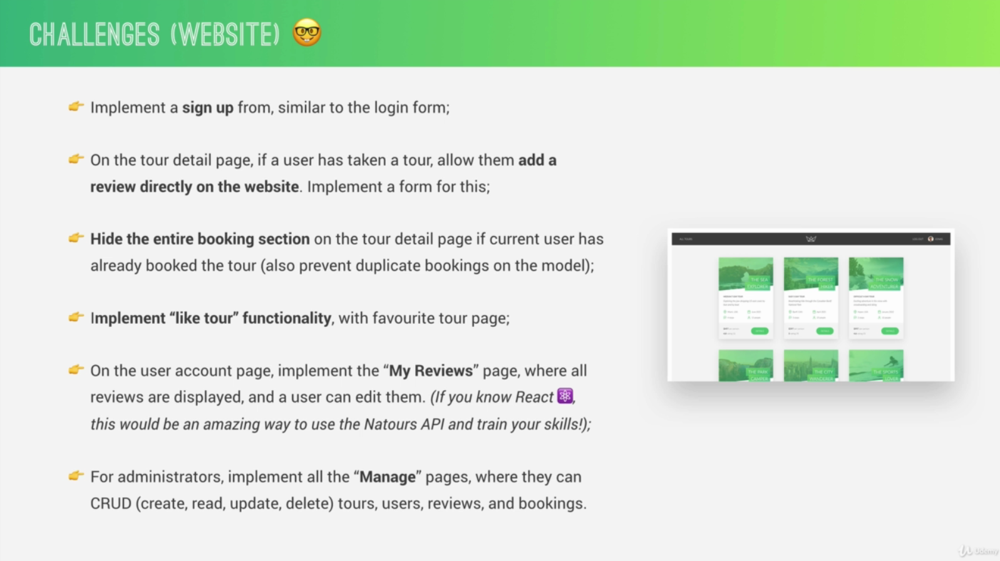 CHALLENGES (WEBSITE) 🤓
👉 Implement a sign up from, similar to the login form;
👉 On the tour detail page, if a user has taken a tour, allow them add a
review directly on the website. Implement a form for this;
👉 Hide the entire booking section on the tour detail page if current user has
already booked the tour (also prevent duplicate bookings on the model);
👉 Implement “like tour” functionality, with favourite tour page;
👉 On the user account page, implement the “My Reviews” page, where all
reviews are displayed, and a user can edit them. (If you know React ⚛,
this would be an amazing way to use the Natours API and train your skills!);
👉 For administrators, implement all the “Manage” pages, where they can
CRUD (create, read, update, delete) tours, users, reviews, and bookings.
ALL TOURS
LOG OUT
THE SEA
EXPLORER
THE FOREST
HIKER
THE SNOW
ADVENTURER
THE PARK
CAMPER
THE CITY
WANDERER
THE SPORTS
LOVER
Udemy